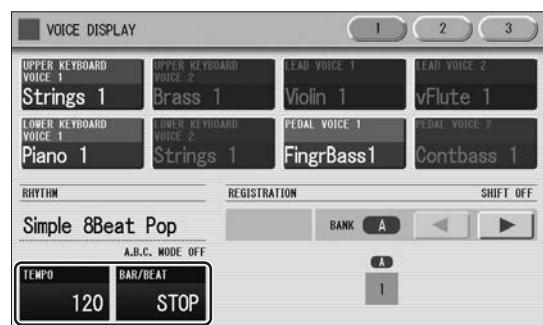 VOICE DISPLAY
1 2 3
UPPER KEYBOARD VOICE 1
Strings 1
UPPER KEYBOARD VOICE 2
Brass 1
LEAD VOICE 1
Violin 1
LEAD VOICE 2
vFlute 1
LOWER KEYBOARD VOICE 1
Piano 1
LOWER KEYBOARD VOICE 2
Strings 1
PEDAL VOICE 1
FingrBass1
PEDAL VOICE 2
Contbass 1
RHYTHM
REGISTRATION
SHIFT OFF
Simple 8Beat Pop
BANK A
A.B.C. MODE OFF
TEMPO
120
BAR/BEAT
STOP
A
1